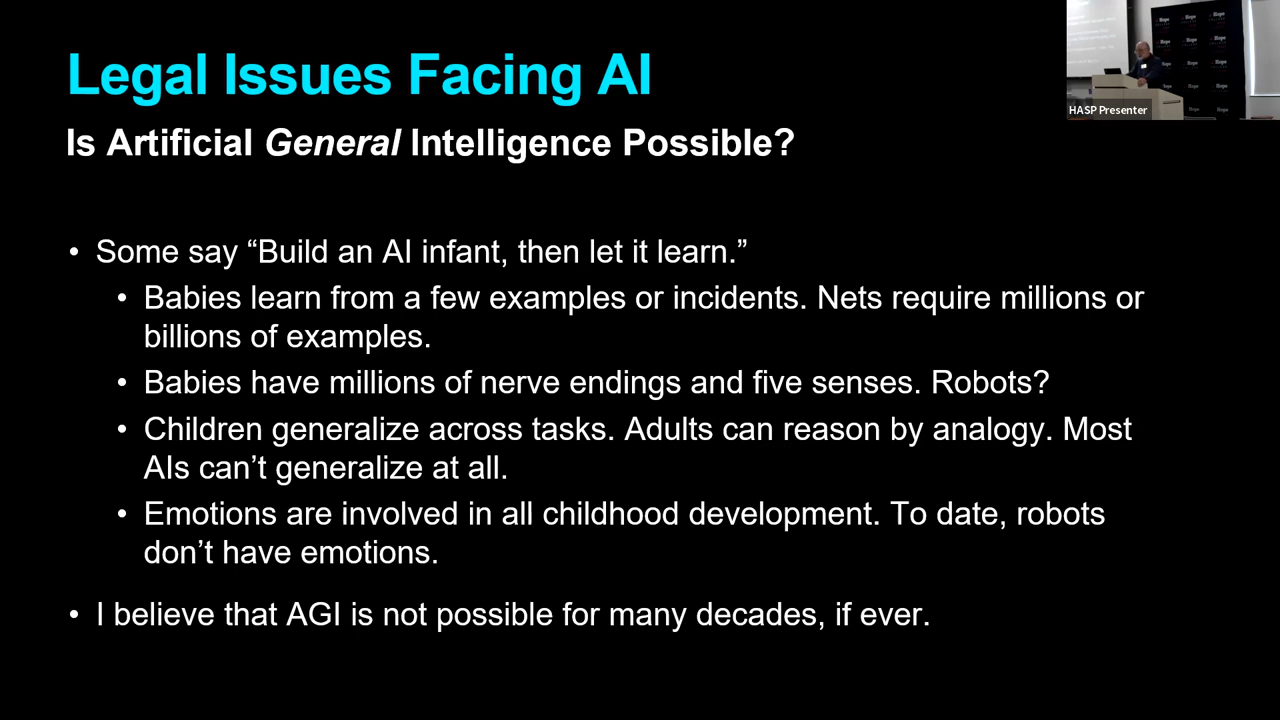 Legal Issues Facing AI
Is Artificial General Intelligence Possible?
• Some say “Build an AI infant, then let it learn.”
• Babies learn from a few examples or incidents. Nets require millions or
billions of examples.
• Babies have millions of nerve endings and five senses. Robots?
• Children generalize across tasks. Adults can reason by analogy. Most
AIs can’t generalize at all.
• Emotions are involved in all childhood development. To date, robots
don’t have emotions.
• I believe that AGI is not possible for many decades, if ever.
HASP Presenter
Hope
Hope
Hope